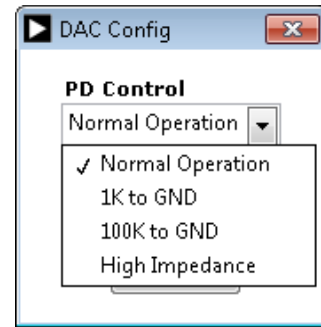 DAC Config
PD Control
Normal Operation
✓ Normal Operation
1K to GND
100K to GND
High Impedance